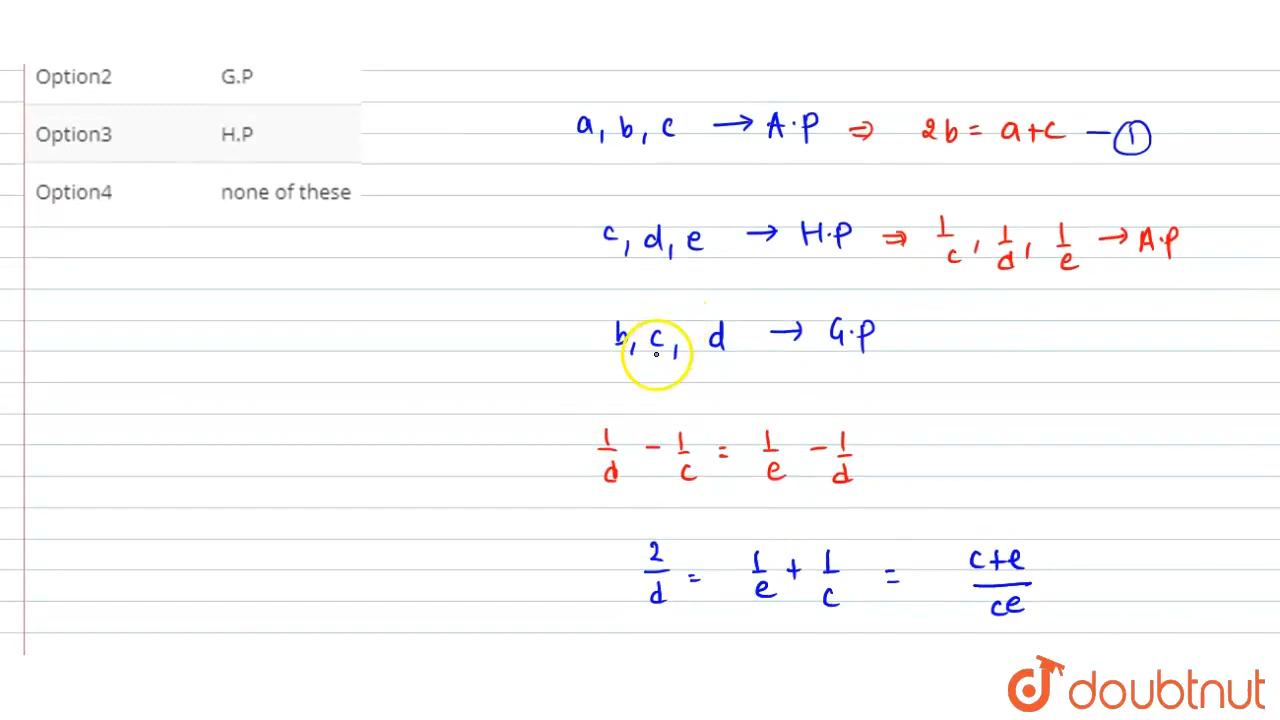 Option2 G.P
Option3 H.P
Option4 none of these
a, b, c → A.P ⇒ 2b = a+c — ①
c, d, e → H.P ⇒ 1/c, 1/d, 1/e → A.P
b, c, d → G.P
1/d - 1/c = 1/e - 1/d
2/d = 1/e + 1/c = c+e/ce
doubtnut